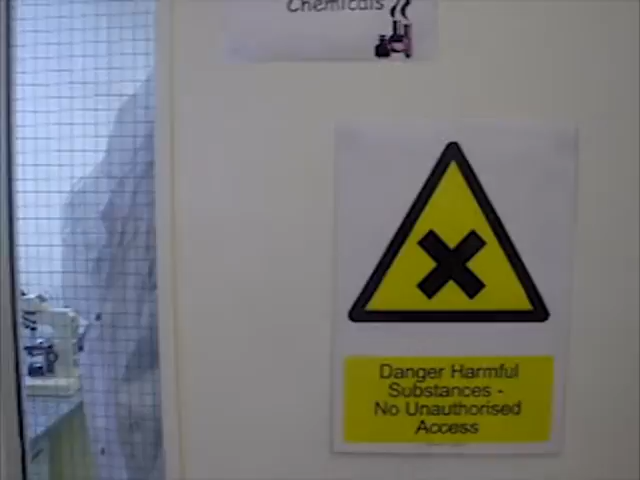 Chemicals
Danger Harmful
Substances -
No Unauthorised
Access